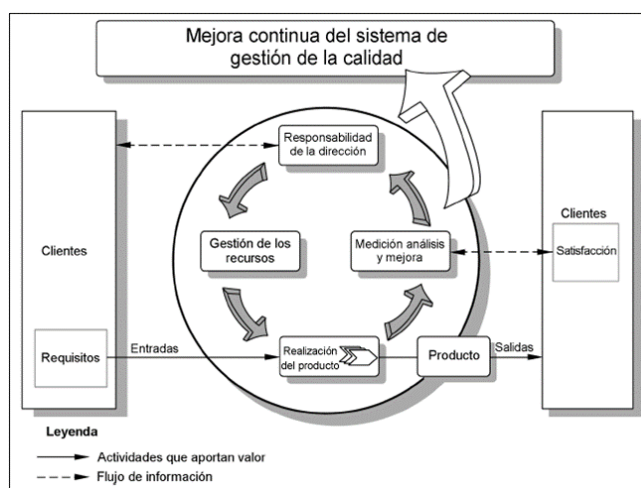 Mejora continua del sistema de
gestión de la calidad
Responsabilidad
de la dirección
Clientes
Gestión de los
recursos
Medición análisis
y mejora
Clientes
Satisfacción
Requisitos
Entradas
Realización
del producto
Producto
Salidas
Leyenda
Actividades que aportan valor
Flujo de información